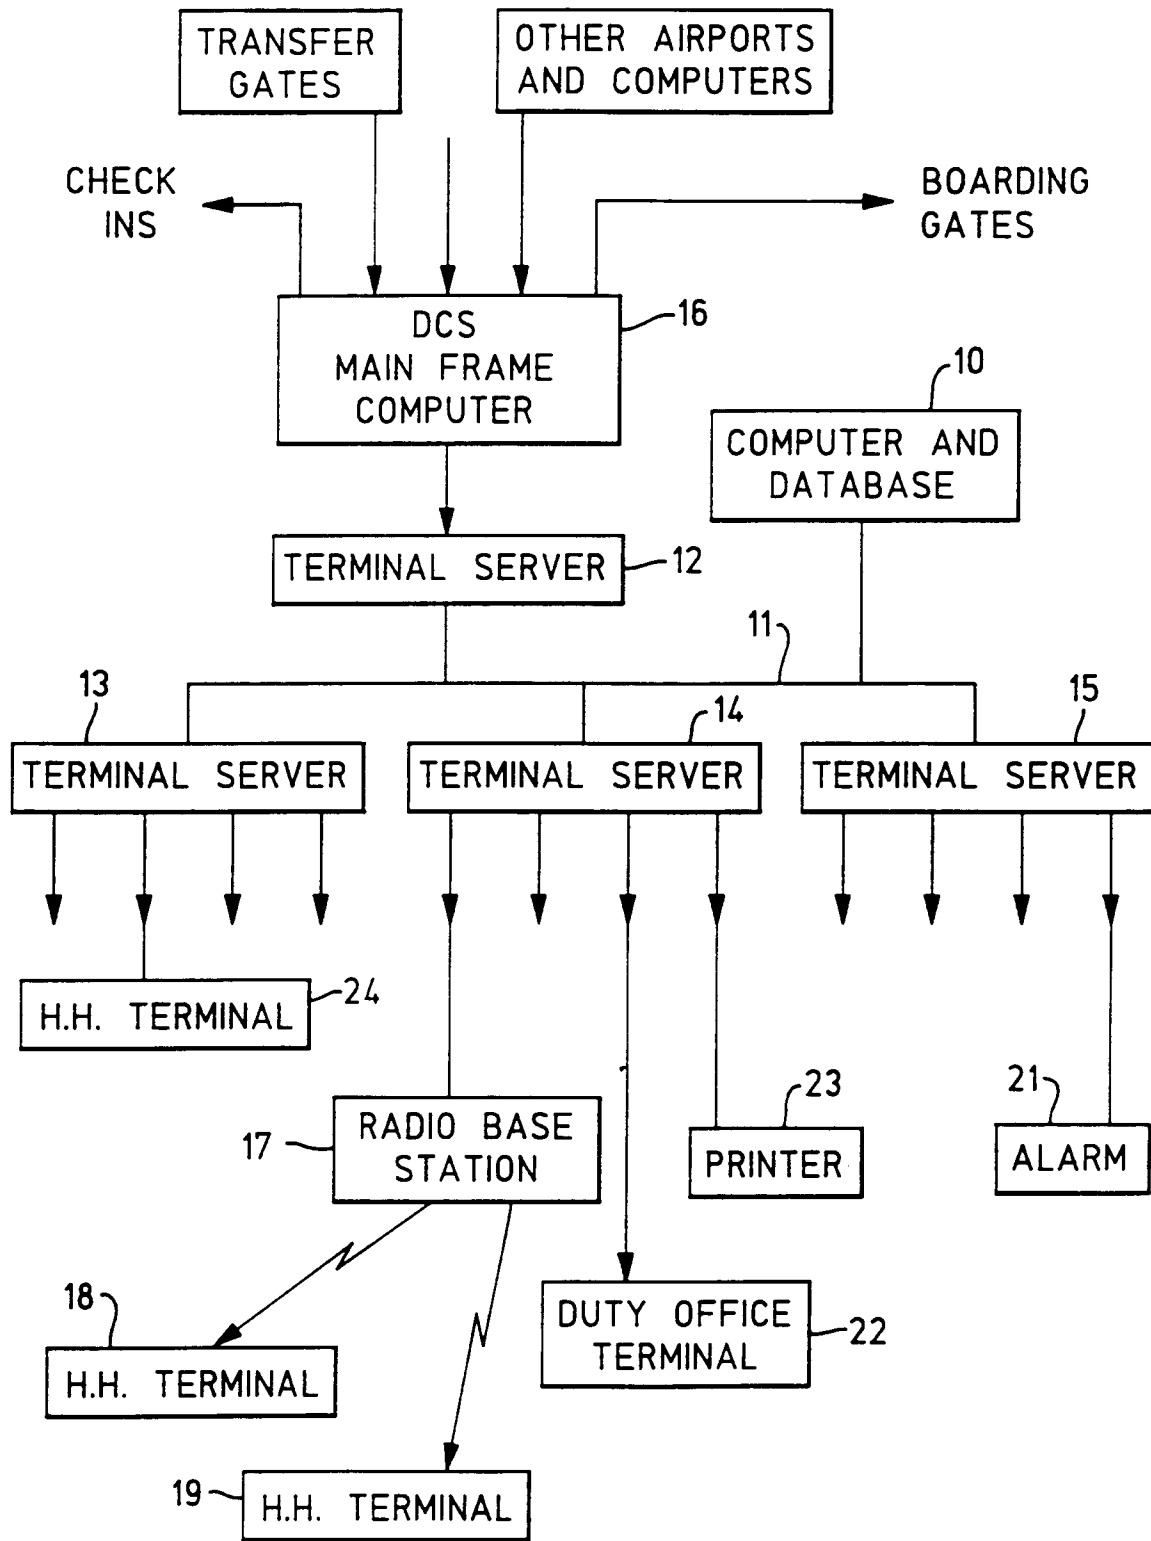 TRANSFER
GATES
OTHER AIRPORTS
AND COMPUTERS
CHECK
INS
BOARDING
GATES
DCS
MAIN FRAME
COMPUTER
16
10
COMPUTER AND
DATABASE
TERMINAL SERVER
12
11
13
14
15
TERMINAL SERVER
TERMINAL SERVER
TERMINAL SERVER
H.H. TERMINAL
24
17
RADIO BASE
STATION
23
PRINTER
21
ALARM
18
H.H. TERMINAL
DUTY OFFICE
TERMINAL
22
19
H.H. TERMINAL